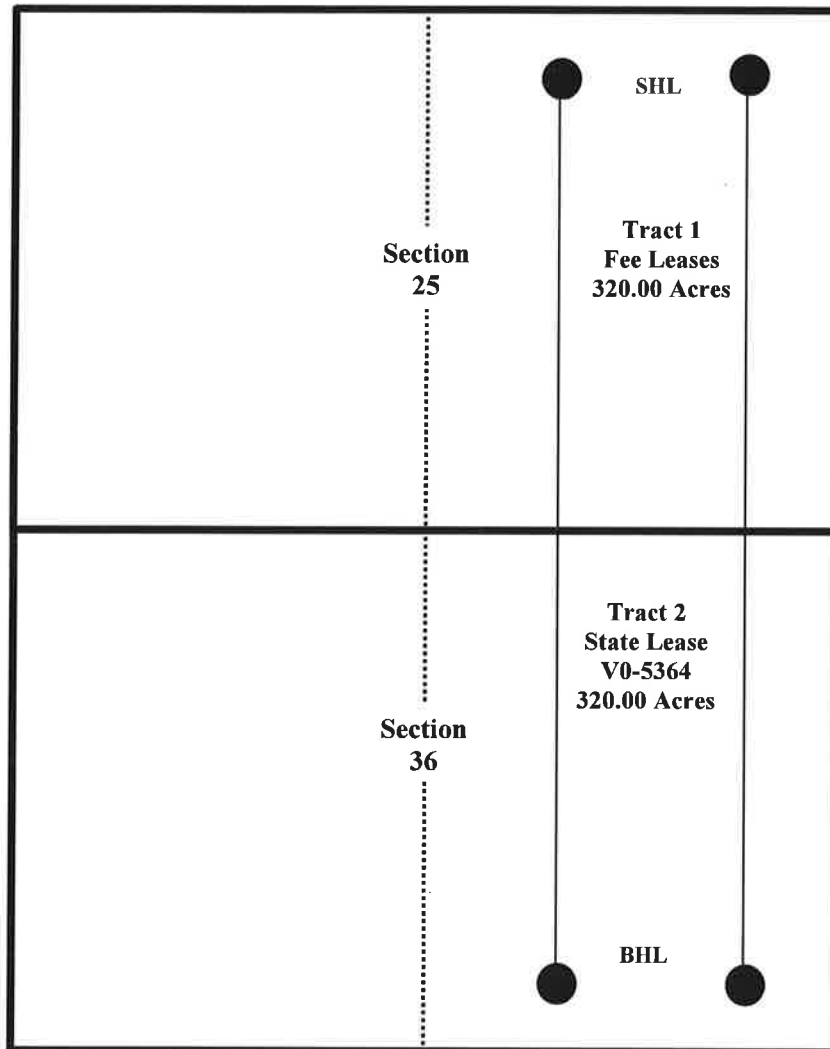 SHL
Tract 1
Fee Leases
320.00 Acres
Section
25
Tract 2
State Lease
V0-5364
320.00 Acres
Section
36
BHL